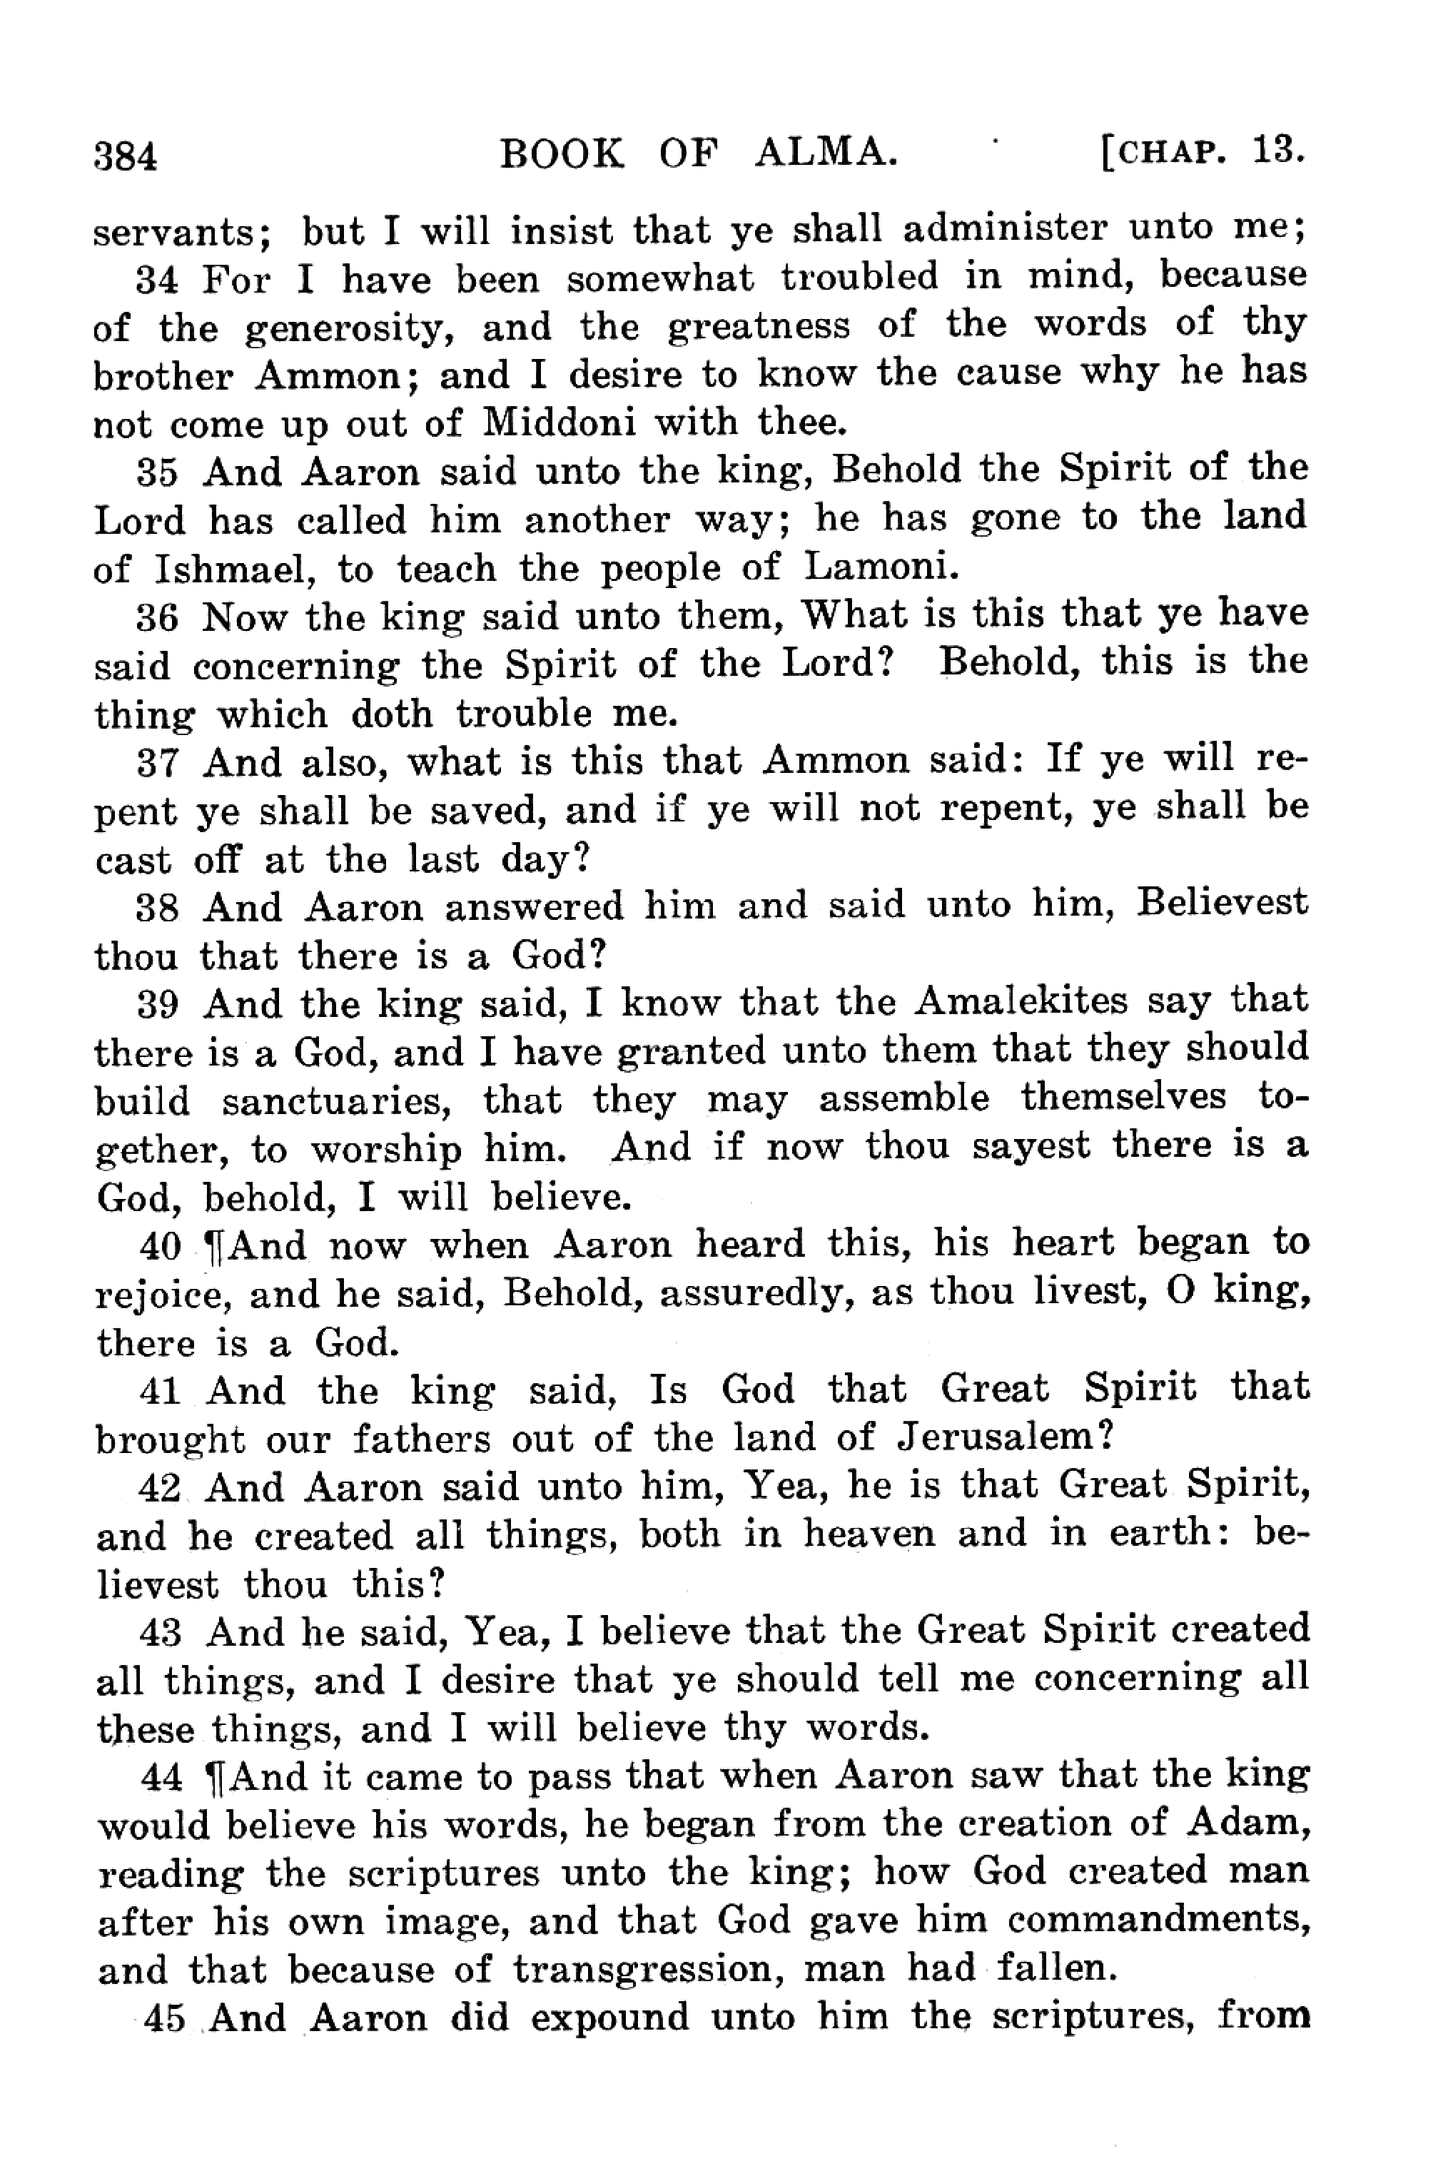 384 BOOK OF ALMA. [CHAP. 13.
servants; but I will insist that ye shall administer unto me;
34 For I have been somewhat troubled in mind, because
of the generosity, and the greatness of the words of thy
brother Ammon; and I desire to know the cause why he has
not come up out of Middoni with thee.
35 And Aaron said unto the king, Behold the Spirit of the
Lord has called him another way; he has gone to the land
of Ishmael, to teach the people of Lamoni.
36 Now the king said unto them, What is this that ye have
said concerning the Spirit of the Lord? Behold, this is the
thing which doth trouble me.
37 And also, what is this that Ammon said: If ye will re-
pent ye shall be saved, and if ye will not repent, ye shall be
cast off at the last day?
38 And Aaron answered him and said unto him, Believest
thou that there is a God?
39 And the king said, I know that the Amalekites say that
there is a God, and I have granted unto them that they should
build sanctuaries, that they may assemble themselves to-
gether, to worship him. And if now thou sayest there is a
God, behold, I will believe.
40 ¶And now when Aaron heard this, his heart began to
rejoice, and he said, Behold, assuredly, as thou livest, O king,
there is a God.
41 And the king said, Is God that Great Spirit that
brought our fathers out of the land of Jerusalem?
42 And Aaron said unto him, Yea, he is that Great Spirit,
and he created all things, both in heaven and in earth: be-
lievest thou this?
43 And he said, Yea, I believe that the Great Spirit created
all things, and I desire that ye should tell me concerning all
these things, and I will believe thy words.
44 ¶And it came to pass that when Aaron saw that the king
would believe his words, he began from the creation of Adam,
reading the scriptures unto the king; how God created man
after his own image, and that God gave him commandments,
and that because of transgression, man had fallen.
45 And Aaron did expound unto him the scriptures, from